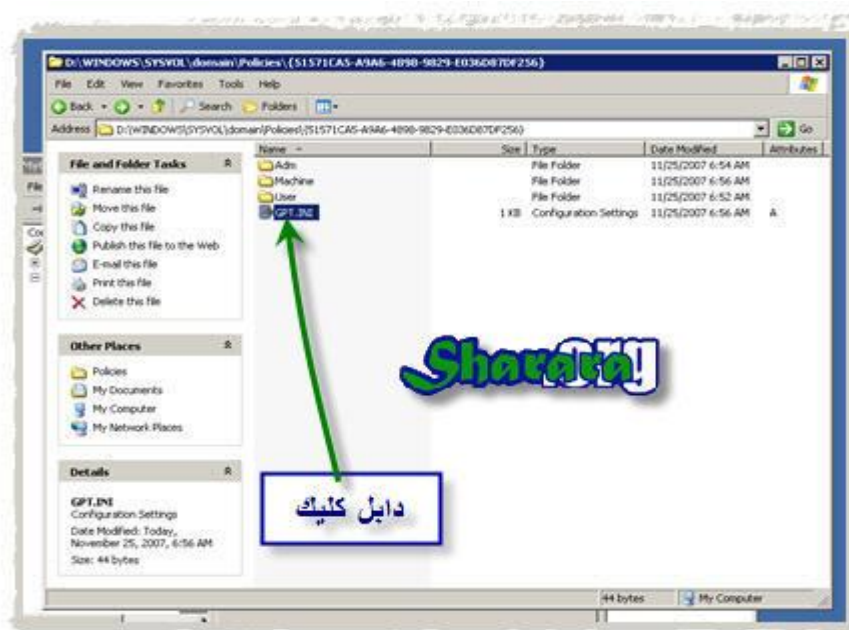 D:\WINDOWS\SYSVOL\domain\Policies\{51571CA5-A9A6-4898-9829-E036D87DF256}
File Edit View Favorites Tools Help
Back Search Folders
Address D:\WINDOWS\SYSVOL\domain\Policies\{51571CA5-A9A6-4898-9829-E036D87DF256} Go
Name Size Type Date Modified Attributes
Adm File Folder 11/25/2007 6:54 AM
Machine File Folder 11/25/2007 6:56 AM
User File Folder 11/25/2007 6:52 AM
GPT.INI 1 KB Configuration Settings 11/25/2007 6:56 AM A
File and Folder Tasks
Rename this file
Move this file
Copy this file
Publish this file to the Web
E-mail this file
Print this file
Delete this file
Other Places
Policies
My Documents
My Computer
My Network Places
Sharara.org
Details
GPT.INI
Configuration Settings
Date Modified: Today,
November 25, 2007, 6:56 AM
Size: 44 bytes
دابل كليك
44 bytes My Computer